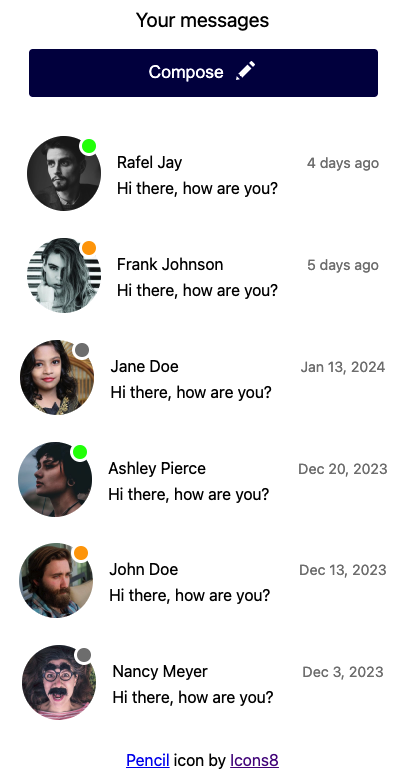 Your messages
Compose
Rafel Jay 4 days ago
Hi there, how are you?
Frank Johnson 5 days ago
Hi there, how are you?
Jane Doe Jan 13, 2024
Hi there, how are you?
Ashley Pierce Dec 20, 2023
Hi there, how are you?
John Doe Dec 13, 2023
Hi there, how are you?
Nancy Meyer Dec 3, 2023
Hi there, how are you?
Pencil icon by Icons8